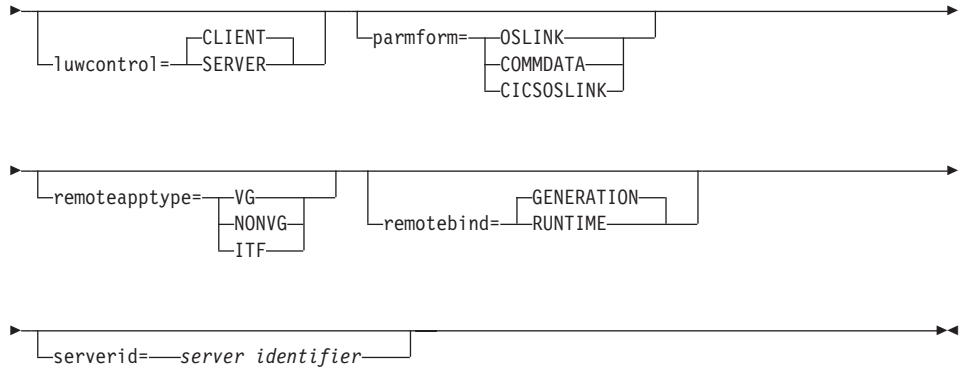 CLIENT
luwcontrol= SERVER
parmform= OSLINK
COMMDATA
CICSOSLINK
remoteapptype= VG
NONVG
ITF
GENERATION
remotebind= RUNTIME
serverid= server identifier